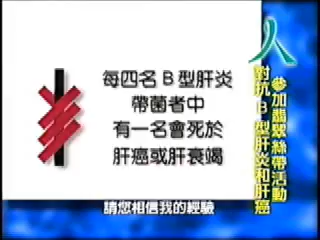 每四名B型肝炎
帶菌者中
有一名會死於
肝癌或肝衰竭
參加翡翠絲帶活動
對抗B型肝炎和肝癌
請您相信我的經驗